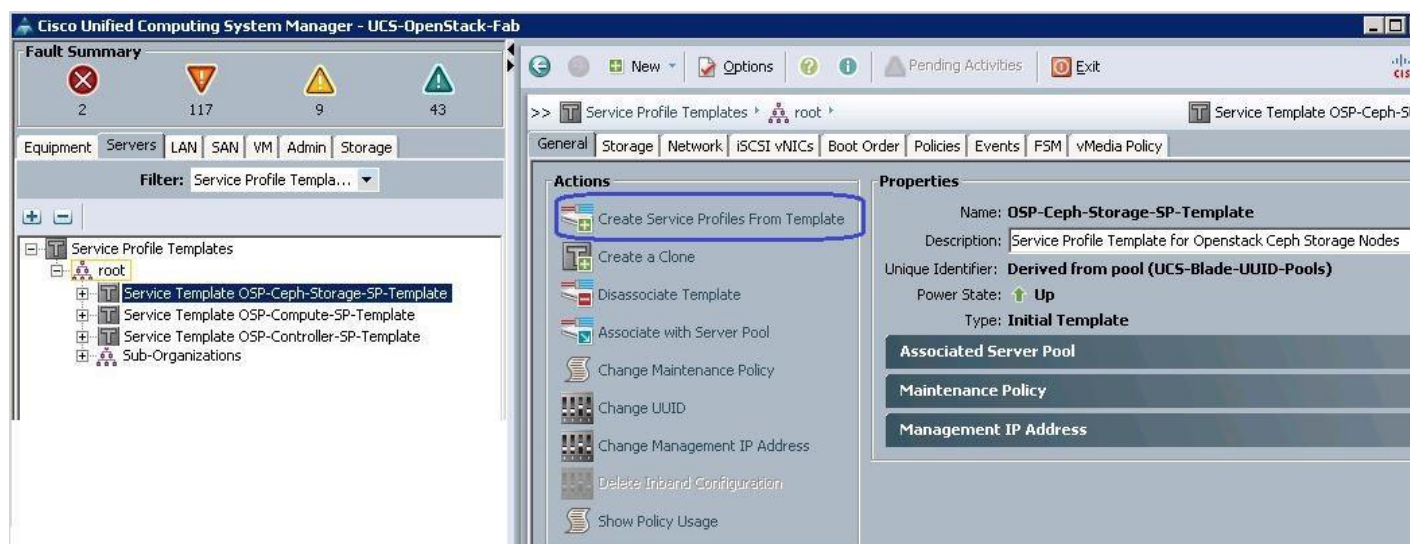 Cisco Unified Computing System Manager - UCS-OpenStack-Fab
Fault Summary
2 117 9 43
Equipment Servers LAN SAN VM Admin Storage
Filter: Service Profile Templa...
Service Profile Templates
root
Service Template OSP-Ceph-Storage-SP-Template
Service Template OSP-Compute-SP-Template
Service Template OSP-Controller-SP-Template
Sub-Organizations
New Options Pending Activities Exit
>> Service Profile Templates root Service Template OSP-Ceph-S
General Storage Network iSCSI vNICs Boot Order Policies Events FSM vMedia Policy
Actions
Create Service Profiles From Template
Create a Clone
Disassociate Template
Associate with Server Pool
Change Maintenance Policy
Change UUID
Change Management IP Address
Delete Inband Configuration
Show Policy Usage
Properties
Name: OSP-Ceph-Storage-SP-Template
Description: Service Profile Template for Openstack Ceph Storage Nodes
Unique Identifier: Derived from pool (UCS-Blade-UUID-Pools)
Power State: Up
Type: Initial Template
Associated Server Pool
Maintenance Policy
Management IP Address